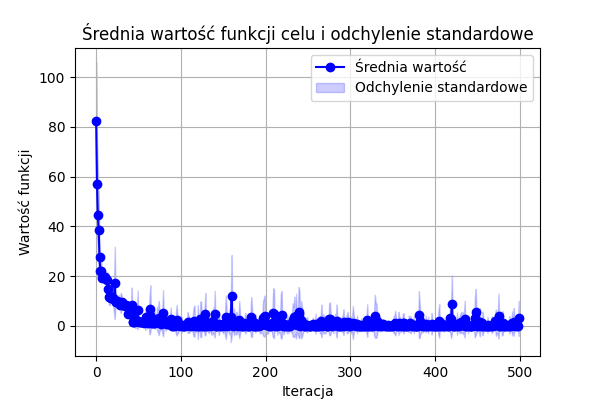 Średnia wartość funkcji celu i odchylenie standardowe
Średnia wartość
Odchylenie standardowe
Wartość funkcji
100
80
60
40
20
0
0 100 200 300 400 500
Iteracja